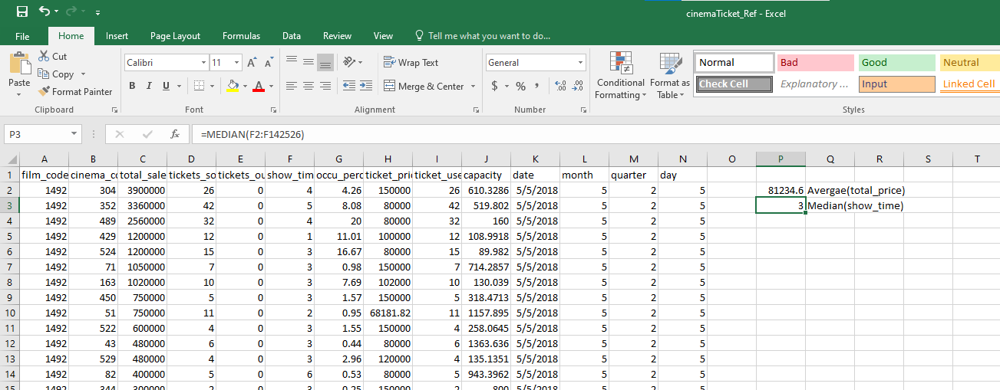 cinemaTicket_Ref - Excel
File Home Insert Page Layout Formulas Data Review View Tell me what you want to do...
Paste Cut Copy Format Painter Clipboard
Calibri 11 A A B I U A Font
Wrap Text Merge & Center Alignment
General $ % , .0 .00 .00 .0 Number
Conditional Formatting Format as Table
Normal Bad Good Neutral
Check Cell Explanatory ... Input Linked Cell
Styles
P3 fx =MEDIAN(F2:F142526)
A B C D E F G H I J K L M N O P Q R S T
1 film_code cinema_co total_sale tickets_so tickets_ou show_tim occu_perc ticket_pric ticket_use capacity date month quarter day
2 1492 304 3900000 26 0 4 4.26 150000 26 610.3286 5/5/2018 5 2 5 81234.6 Avergae(total_price)
3 1492 352 3360000 42 0 5 8.08 80000 42 519.802 5/5/2018 5 2 5 3 Median(show_time)
4 1492 489 2560000 32 0 4 20 80000 32 160 5/5/2018 5 2 5
5 1492 429 1200000 12 0 1 11.01 100000 12 108.9918 5/5/2018 5 2 5
6 1492 524 1200000 15 0 3 16.67 80000 15 89.982 5/5/2018 5 2 5
7 1492 71 1050000 7 0 3 0.98 150000 7 714.2857 5/5/2018 5 2 5
8 1492 163 1020000 10 0 3 7.69 102000 10 130.039 5/5/2018 5 2 5
9 1492 450 750000 5 0 3 1.57 150000 5 318.4713 5/5/2018 5 2 5
10 1492 51 750000 11 0 2 0.95 68181.82 11 1157.895 5/5/2018 5 2 5
11 1492 522 600000 4 0 3 1.55 150000 4 258.0645 5/5/2018 5 2 5
12 1492 43 480000 6 0 3 0.44 80000 6 1363.636 5/5/2018 5 2 5
13 1492 529 480000 4 0 3 2.96 120000 4 135.1351 5/5/2018 5 2 5
14 1492 82 400000 5 0 6 0.53 80000 5 943.3962 5/5/2018 5 2 5
15 1492 344 300000 2 0 3 0.25 150000 2 800 5/5/2018 5 2 5